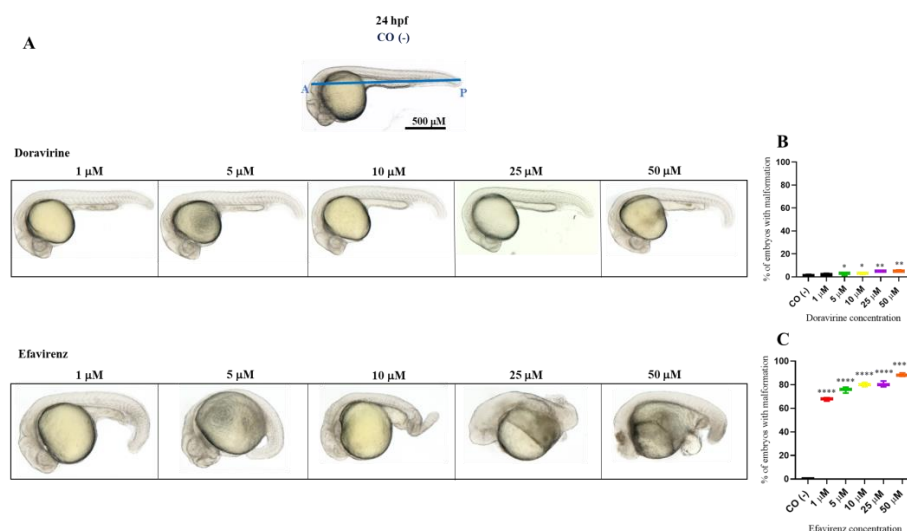 24 hpf
A
CO (-)
A
P
500 µM
Doravirine
1 µM
5 µM
10 µM
25 µM
50 µM
B
% of embryos with malformation
100
80
60
40
20
0
*
*
**
**
CO (-)
1 µM
5 µM
10 µM
25 µM
50 µM
Doravirine concentration
Efavirenz
1 µM
5 µM
10 µM
25 µM
50 µM
C
% of embryos with malformation
100
80
60
40
20
0
****
****
****
****
***
CO (-)
1 µM
5 µM
10 µM
25 µM
50 µM
Efavirenz concentration